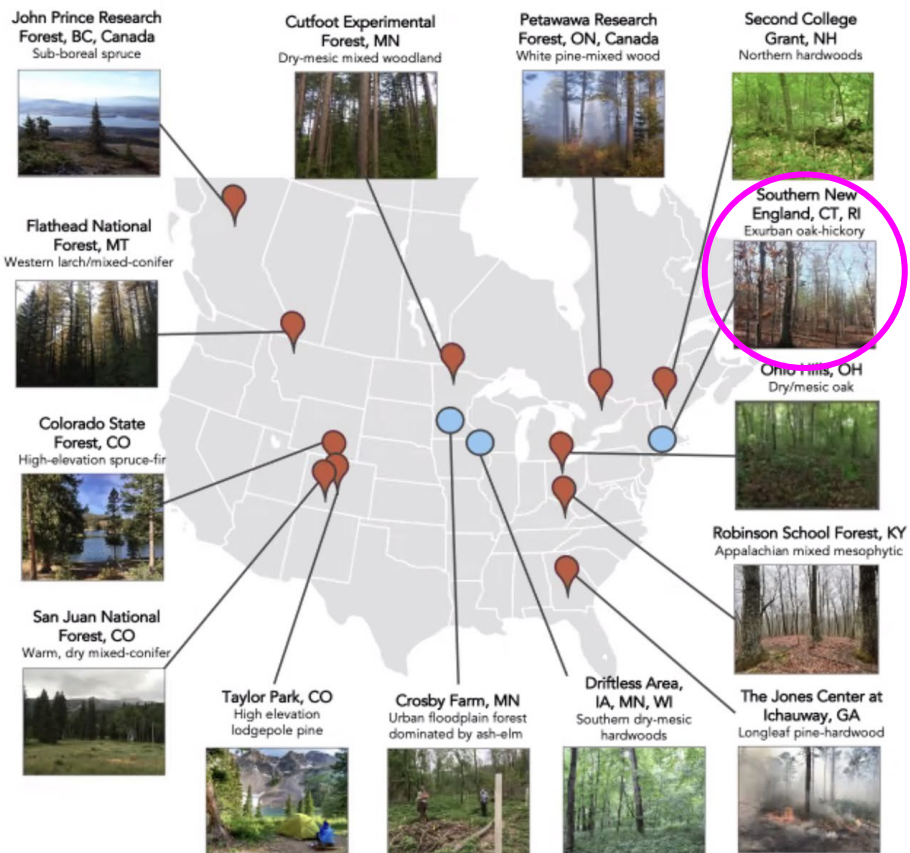 John Prince Research
Forest, BC, Canada
Sub-boreal spruce
Cutfoot Experimental
Forest, MN
Dry-mesic mixed woodland
Petawawa Research
Forest, ON, Canada
White pine-mixed wood
Second College
Grant, NH
Northern hardwoods
Southern New
England, CT, RI
Exurban oak-hickory
Flathead National
Forest, MT
Western larch/mixed-conifer
Ohio Hills, OH
Dry/mesic oak
Colorado State
Forest, CO
High-elevation spruce-fir
Robinson School Forest, KY
Appalachian mixed mesophytic
San Juan National
Forest, CO
Warm, dry mixed-conifer
Taylor Park, CO
High elevation
lodgepole pine
Crosby Farm, MN
Urban floodplain forest
dominated by ash-elm
Driftless Area,
IA, MN, WI
Southern dry-mesic
hardwoods
The Jones Center at
Ichauway, GA
Longleaf pine-hardwood